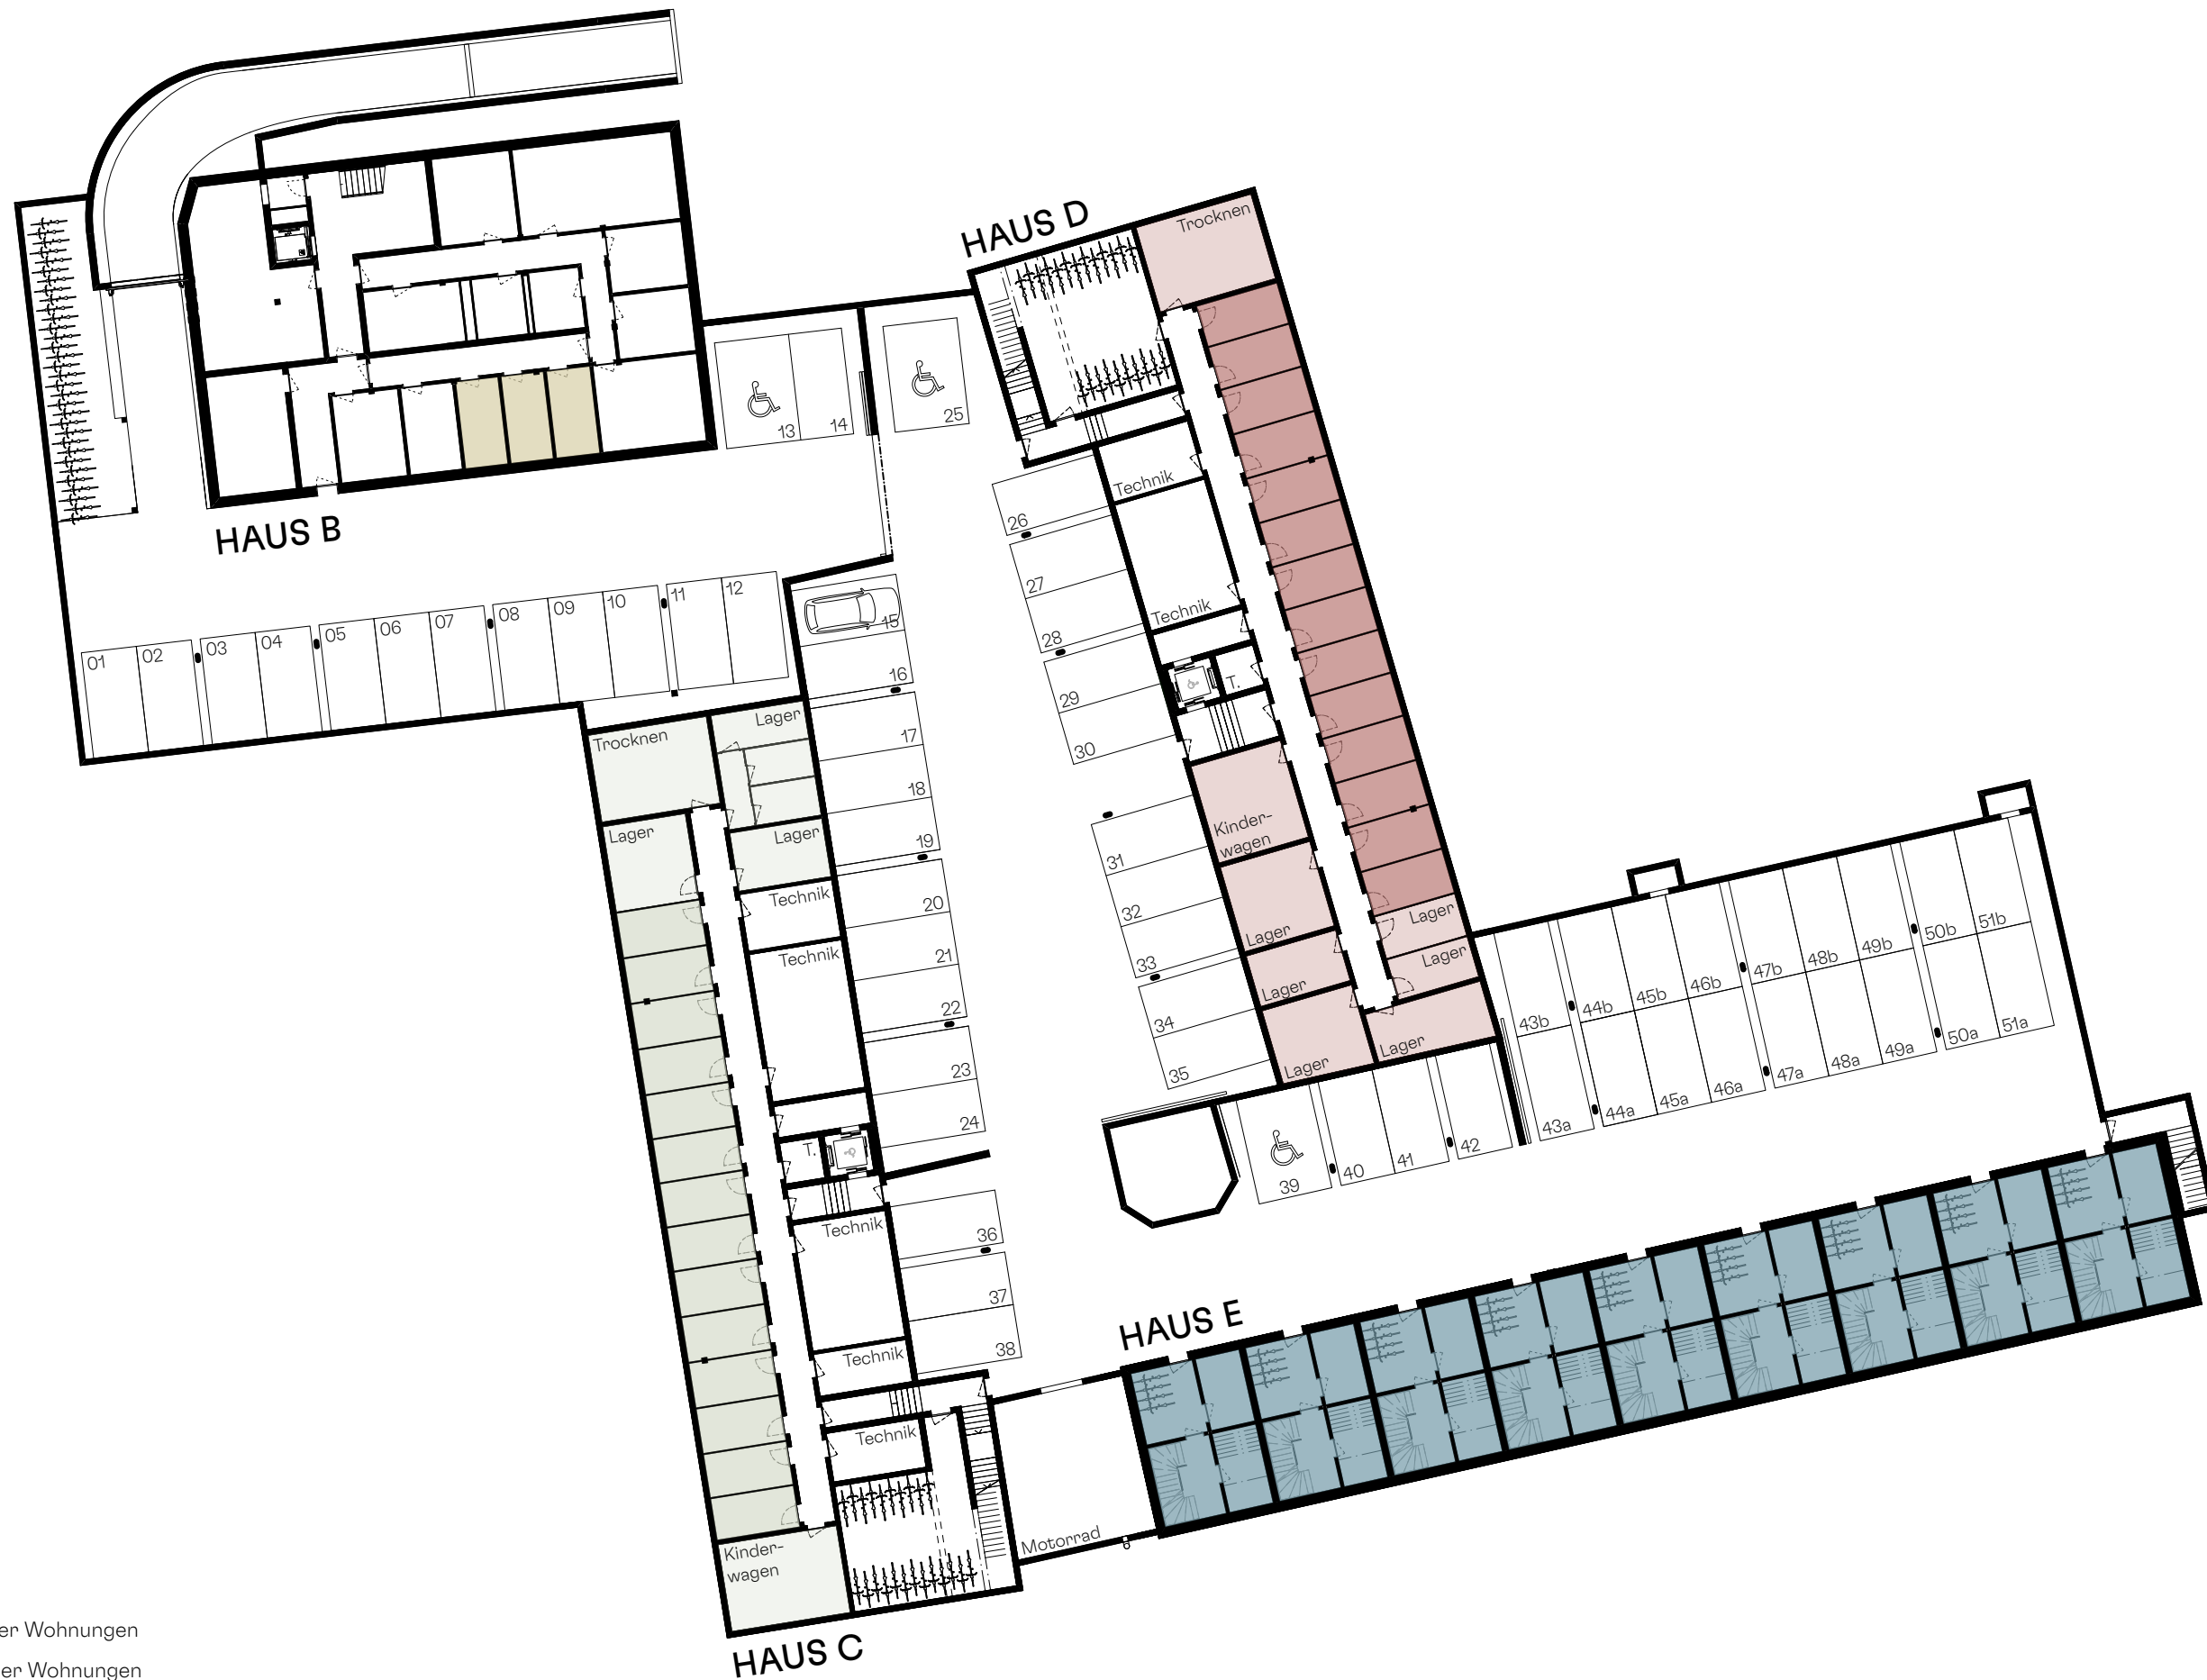 HAUS D
Trocknen
13
14
25
HAUS B
Technik
26
27
Technik
28
01
02
03
04
05
06
07
08
09
10
11
12
15
16
29
T.
30
Trocknen
Lager
17
18
Lager
Lager
19
Kinder-
wagen
31
Technik
20
32
Lager
Lager
Technik
21
33
Lager
Lager
22
34
Lager
Lager
23
35
24
T.
39
40
41
42
43b
44b
45b
46b
47b
48b
49b
50b
51b
43a
44a
45a
46a
47a
48a
49a
50a
51a
Technik
36
37
38
Technik
HAUS E
Technik
Motorrad
6
Kinder-
wagen
HAUS C
er Wohnungen
er Wohnungen